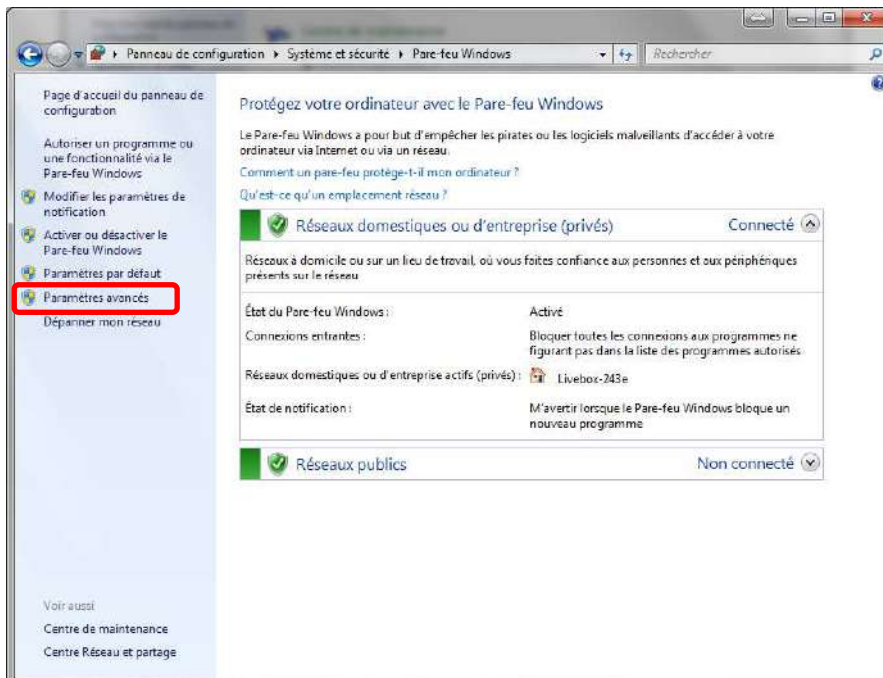 Panneau de configuration ▸ Système et sécurité ▸ Pare-feu Windows
Rechercher
Page d'accueil du panneau de
configuration
Autoriser un programme ou
une fonctionnalité via le
Pare-feu Windows
Modifier les paramètres de
notification
Activer ou désactiver le
Pare-feu Windows
Paramètres par défaut
Paramètres avancés
Dépanner mon réseau
Voir aussi
Centre de maintenance
Centre Réseau et partage
Protégez votre ordinateur avec le Pare-feu Windows
Le Pare-feu Windows a pour but d'empêcher les pirates ou les logiciels malveillants d'accéder à votre
ordinateur via Internet ou via un réseau.
Comment un pare-feu protège-t-il mon ordinateur ?
Qu'est-ce qu'un emplacement réseau ?
Réseaux domestiques ou d'entreprise (privés) Connecté
Réseaux à domicile ou sur un lieu de travail, où vous faites confiance aux personnes et aux périphériques
présents sur le réseau
État du Pare-feu Windows : Activé
Connexions entrantes : Bloquer toutes les connexions aux programmes ne
figurant pas dans la liste des programmes autorisés
Réseaux domestiques ou d'entreprise actifs (privés) : Livebox-243e
État de notification : M'avertir lorsque le Pare-feu Windows bloque un
nouveau programme
Réseaux publics Non connecté